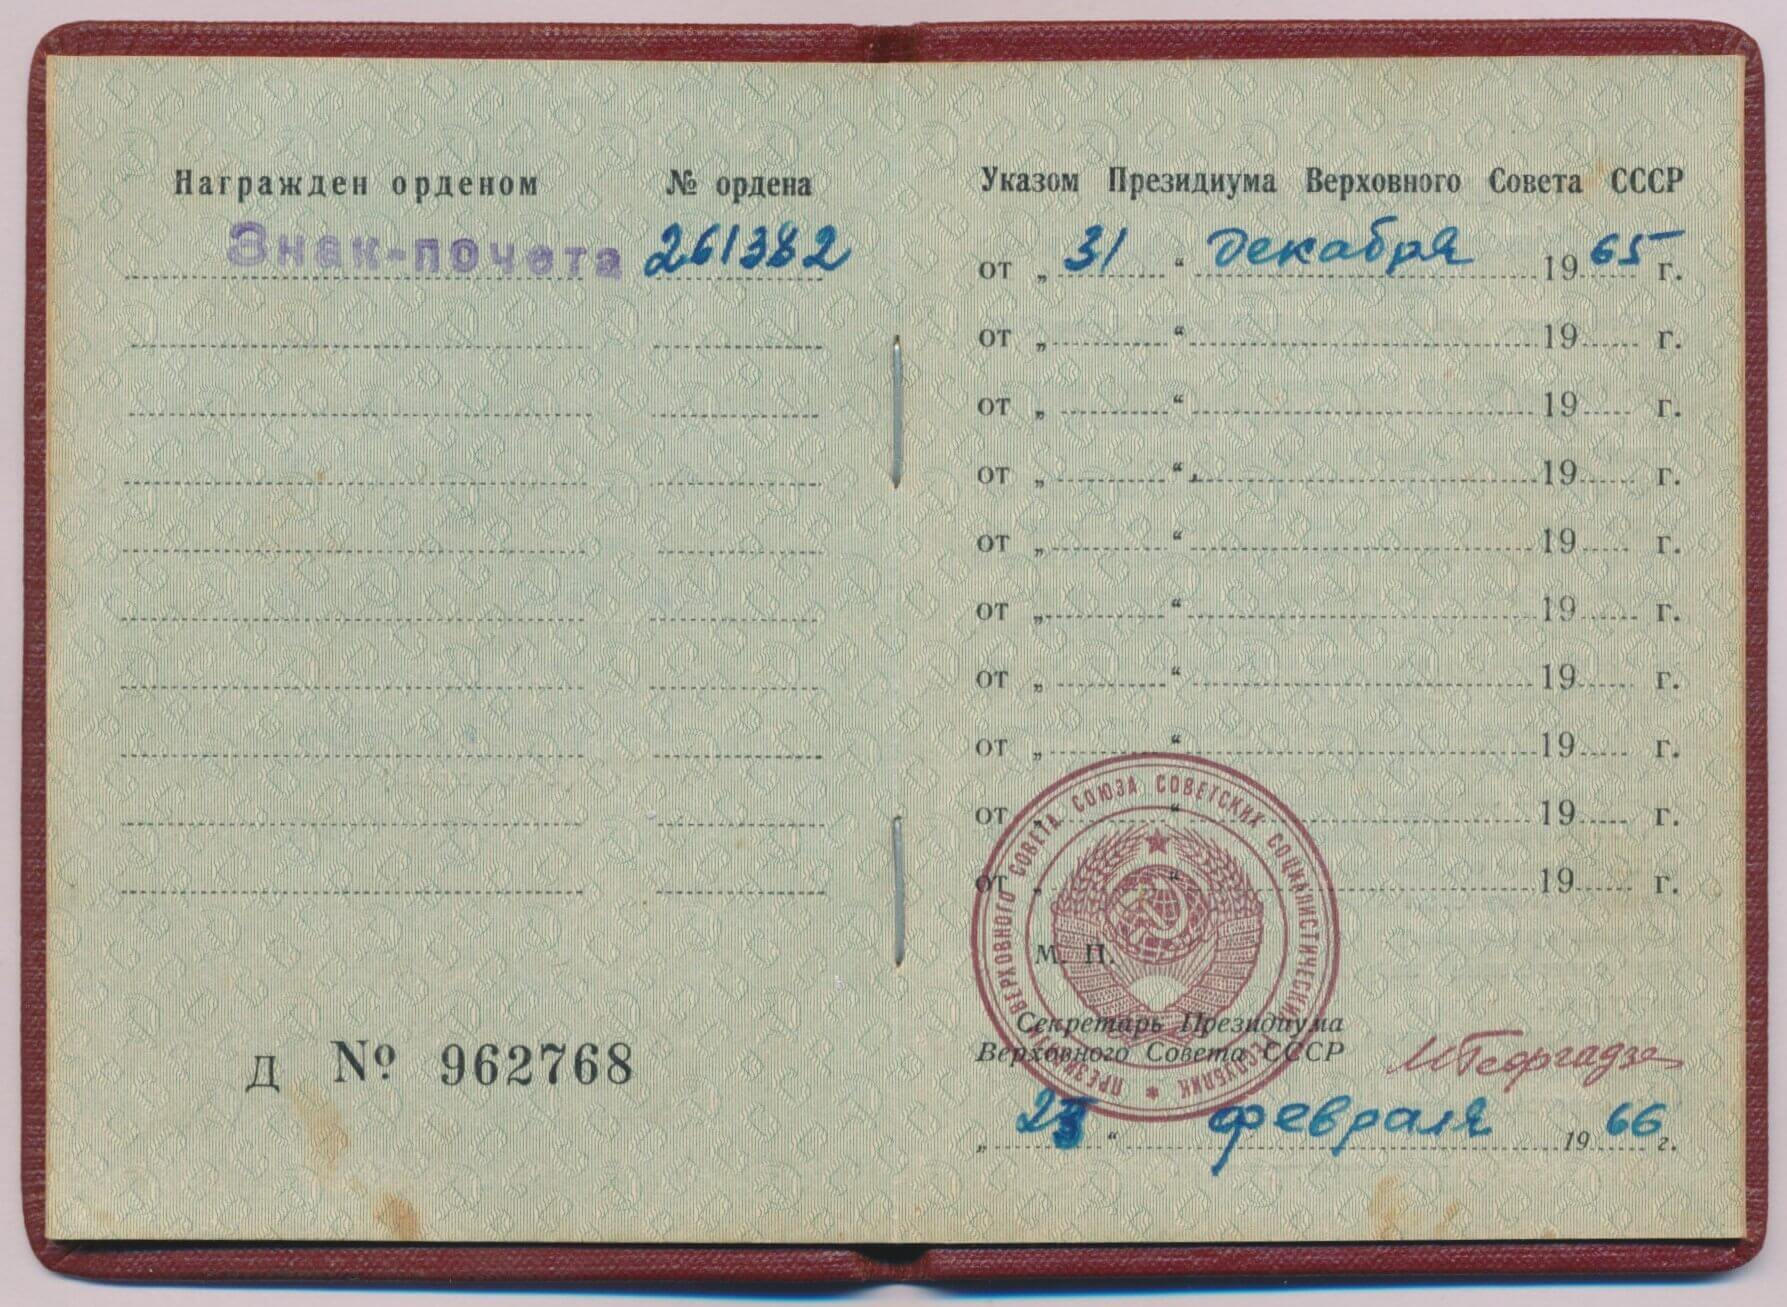 Награжден орденом № ордена
Знак-почета 261382
Д № 962768
Указом Президиума Верховного Совета СССР
от „ 31 “ декабря 1965 г.
от „ “ 19 г.
от „ “ 19 г.
от „ “ 19 г.
от „ “ 19 г.
от „ “ 19 г.
от „ “ 19 г.
от „ “ 19 г.
от „ “ 19 г.
от „ “ 19 г.
М. П.
ПРЕЗИДИУМ ВЕРХОВНОГО СОВЕТА СОЮЗА СОВЕТСКИХ СОЦИАЛИСТИЧЕСКИХ РЕСПУБЛИК
Секретарь Президиума
Верховного Совета СССР МГеоргадзе
„ “ февраля 1966 г.